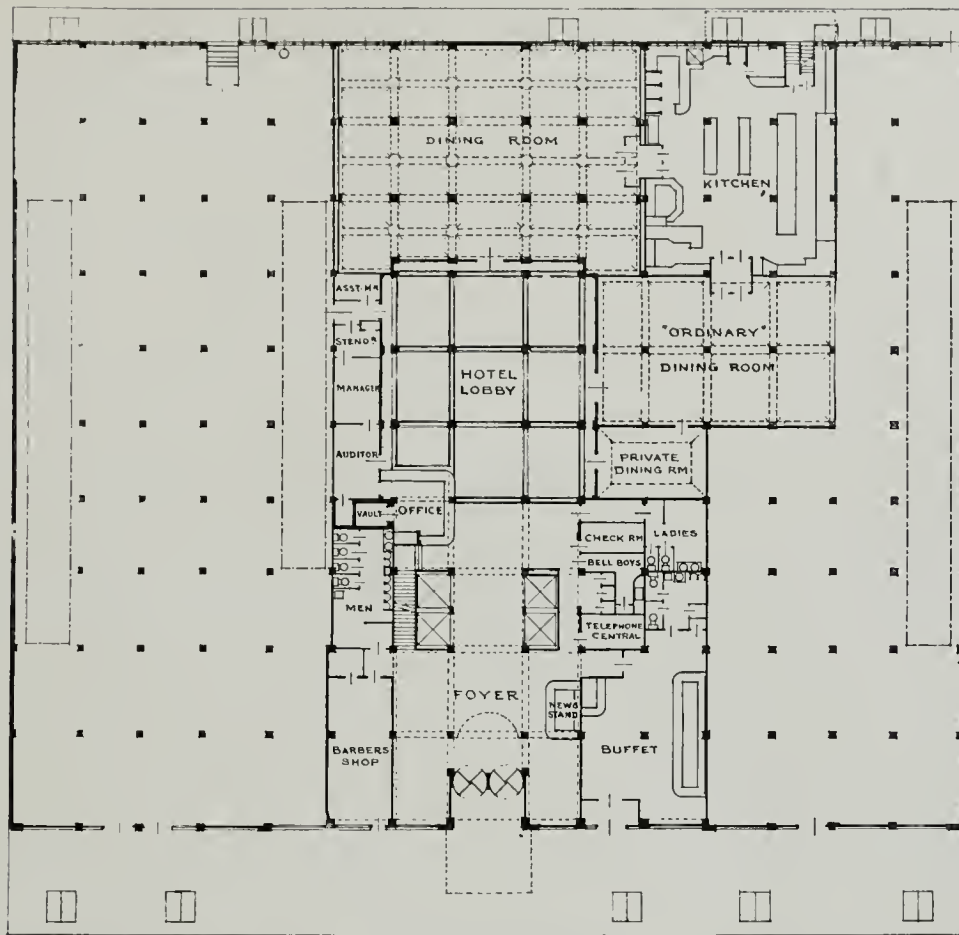 DINING ROOM
KITCHEN
ASST. MR
STENOR
MANAGER
AUDITOR
HOTEL
LOBBY
"ORDINARY"
DINING ROOM
PRIVATE
DINING RM
VAULT
OFFICE
CHECK RM
LADIES
BELL BOYS
MEN
TELEPHONE
CENTRAL
FOYER
NEWS
STAND
BARBERS
SHOP
BUFFET